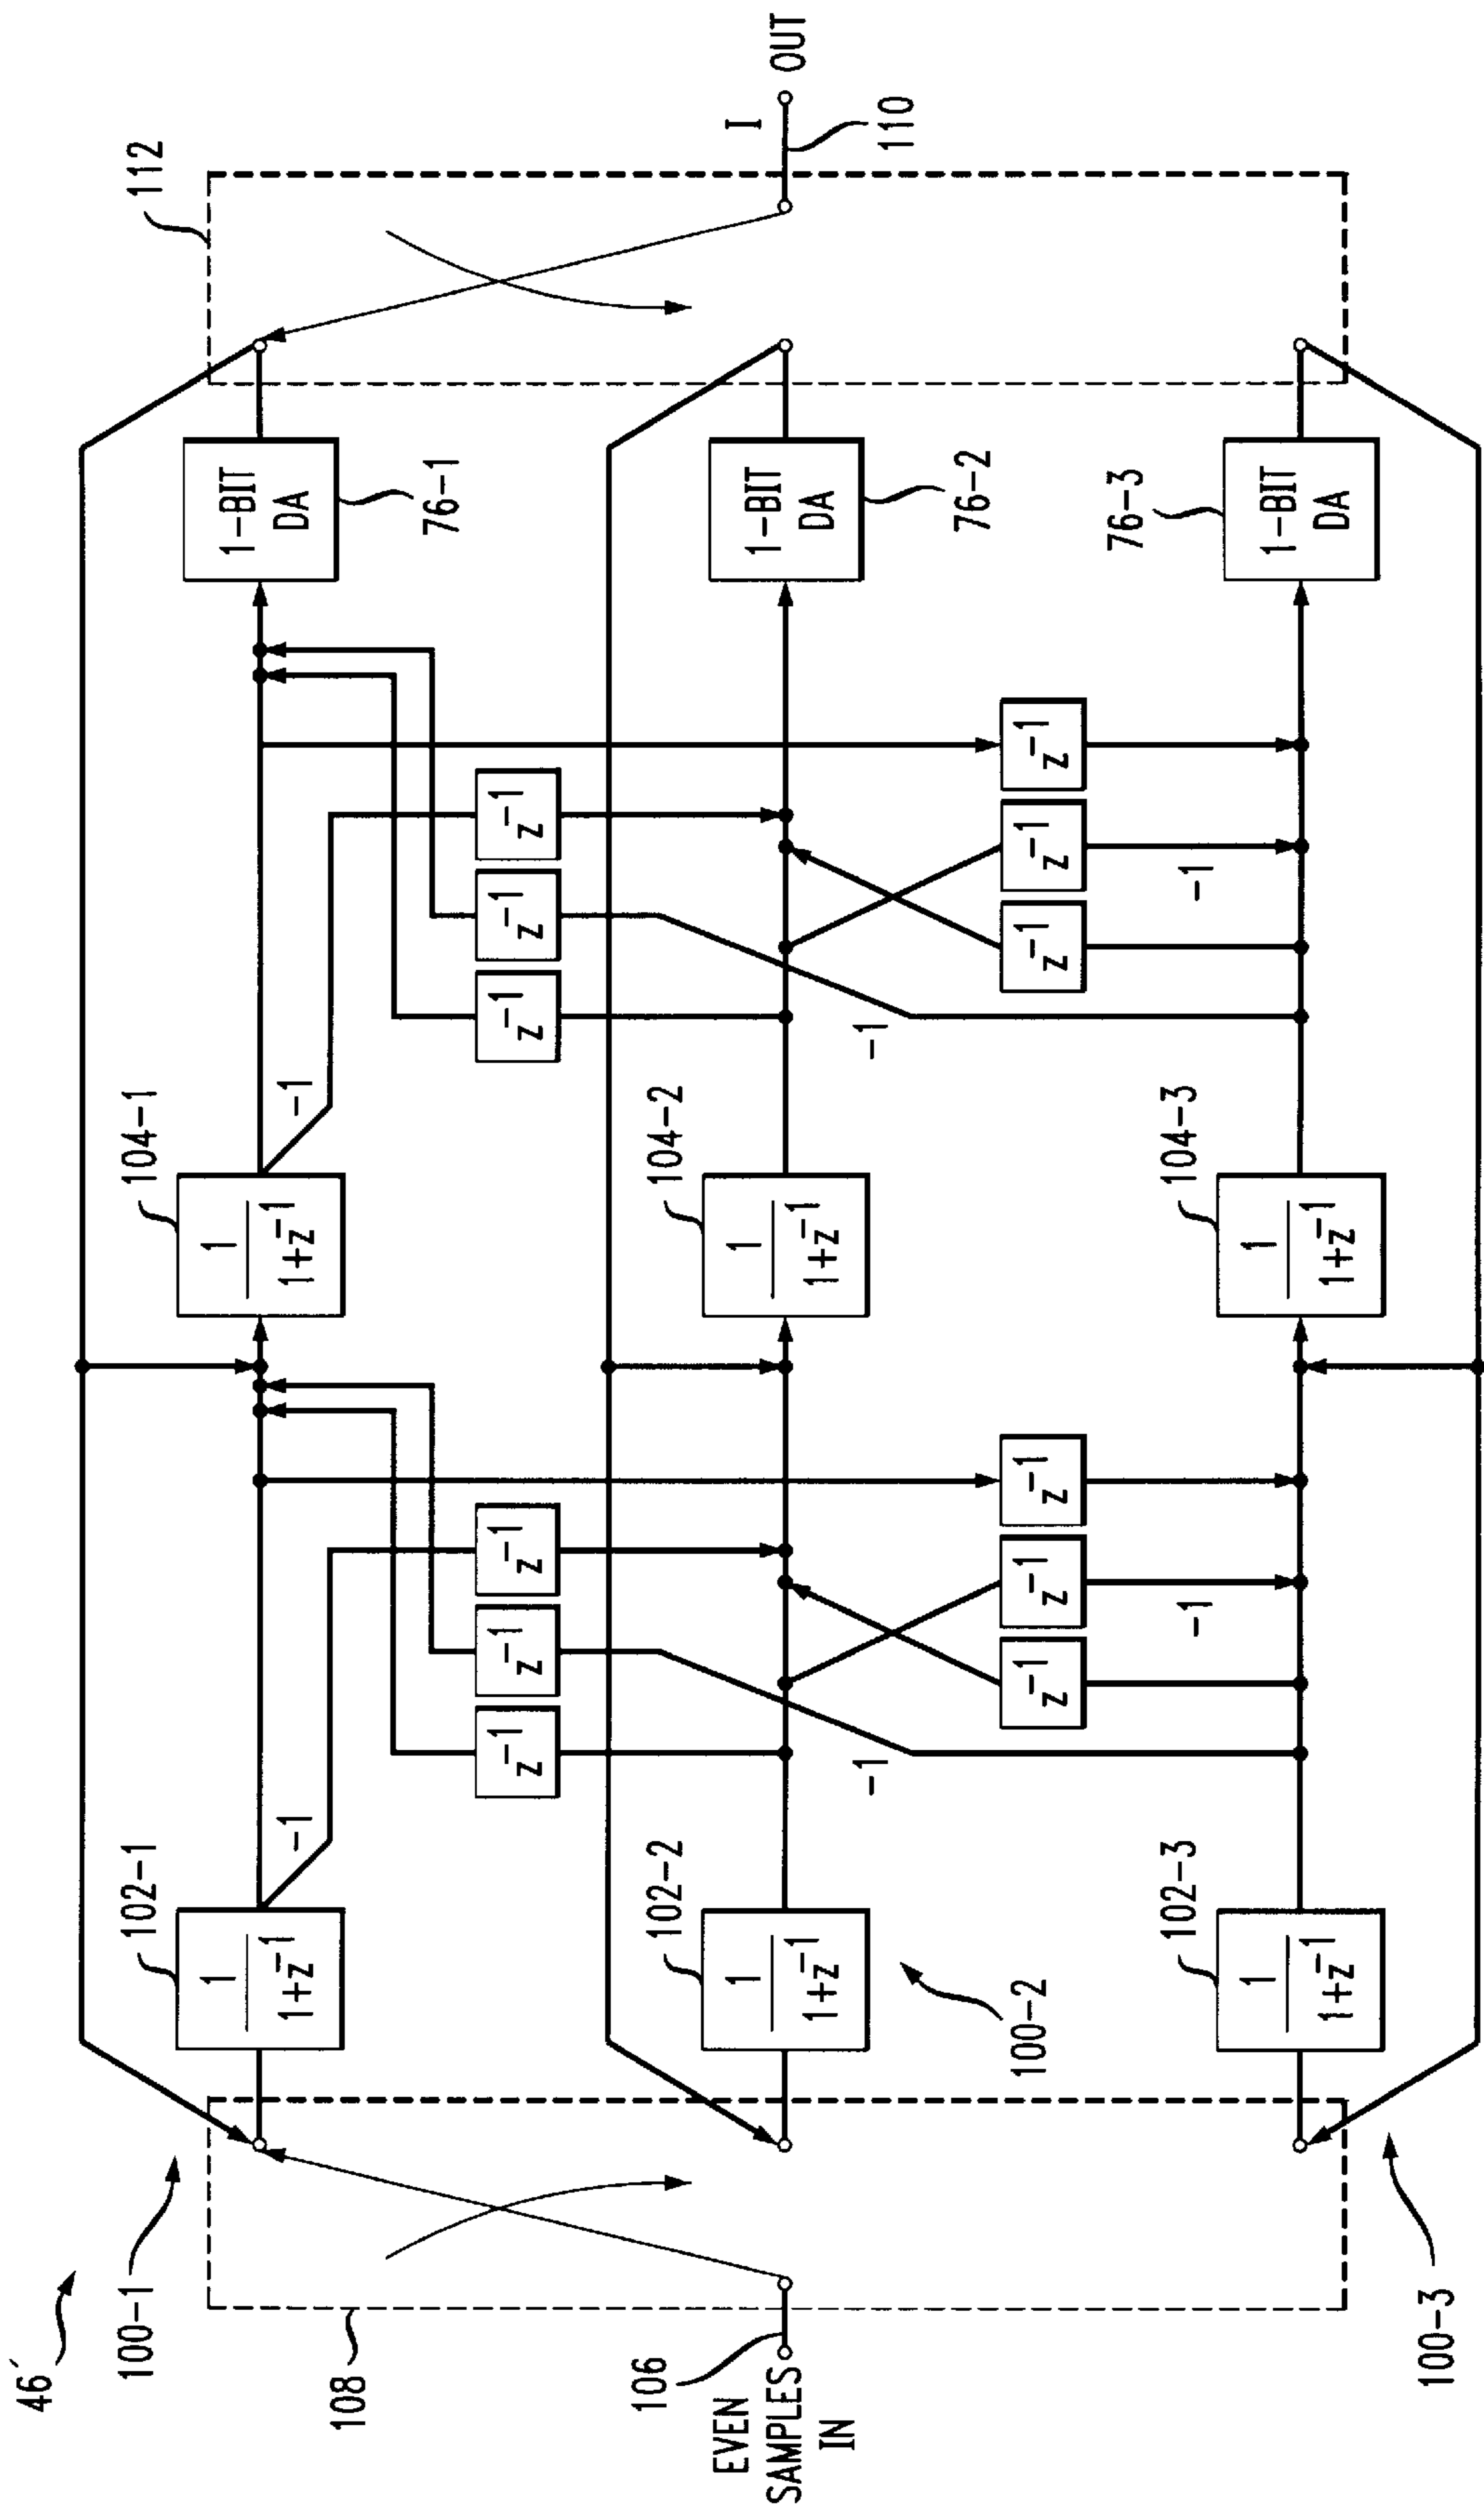 46′
100-1
108
106
EVEN
SAMPLES
IN
102-1
1
1+z⁻¹
-1
z⁻¹
z⁻¹
z⁻¹
104-1
1
1+z⁻¹
-1
z⁻¹
z⁻¹
z⁻¹
1-BIT
DA
76-1
112
102-2
1
1+z⁻¹
100-2
-1
z⁻¹
z⁻¹
z⁻¹
-1
104-2
1
1+z⁻¹
-1
z⁻¹
z⁻¹
z⁻¹
-1
1-BIT
DA
76-2
I
OUT
110
102-3
1
1+z⁻¹
104-3
1
1+z⁻¹
76-3
1-BIT
DA
100-3